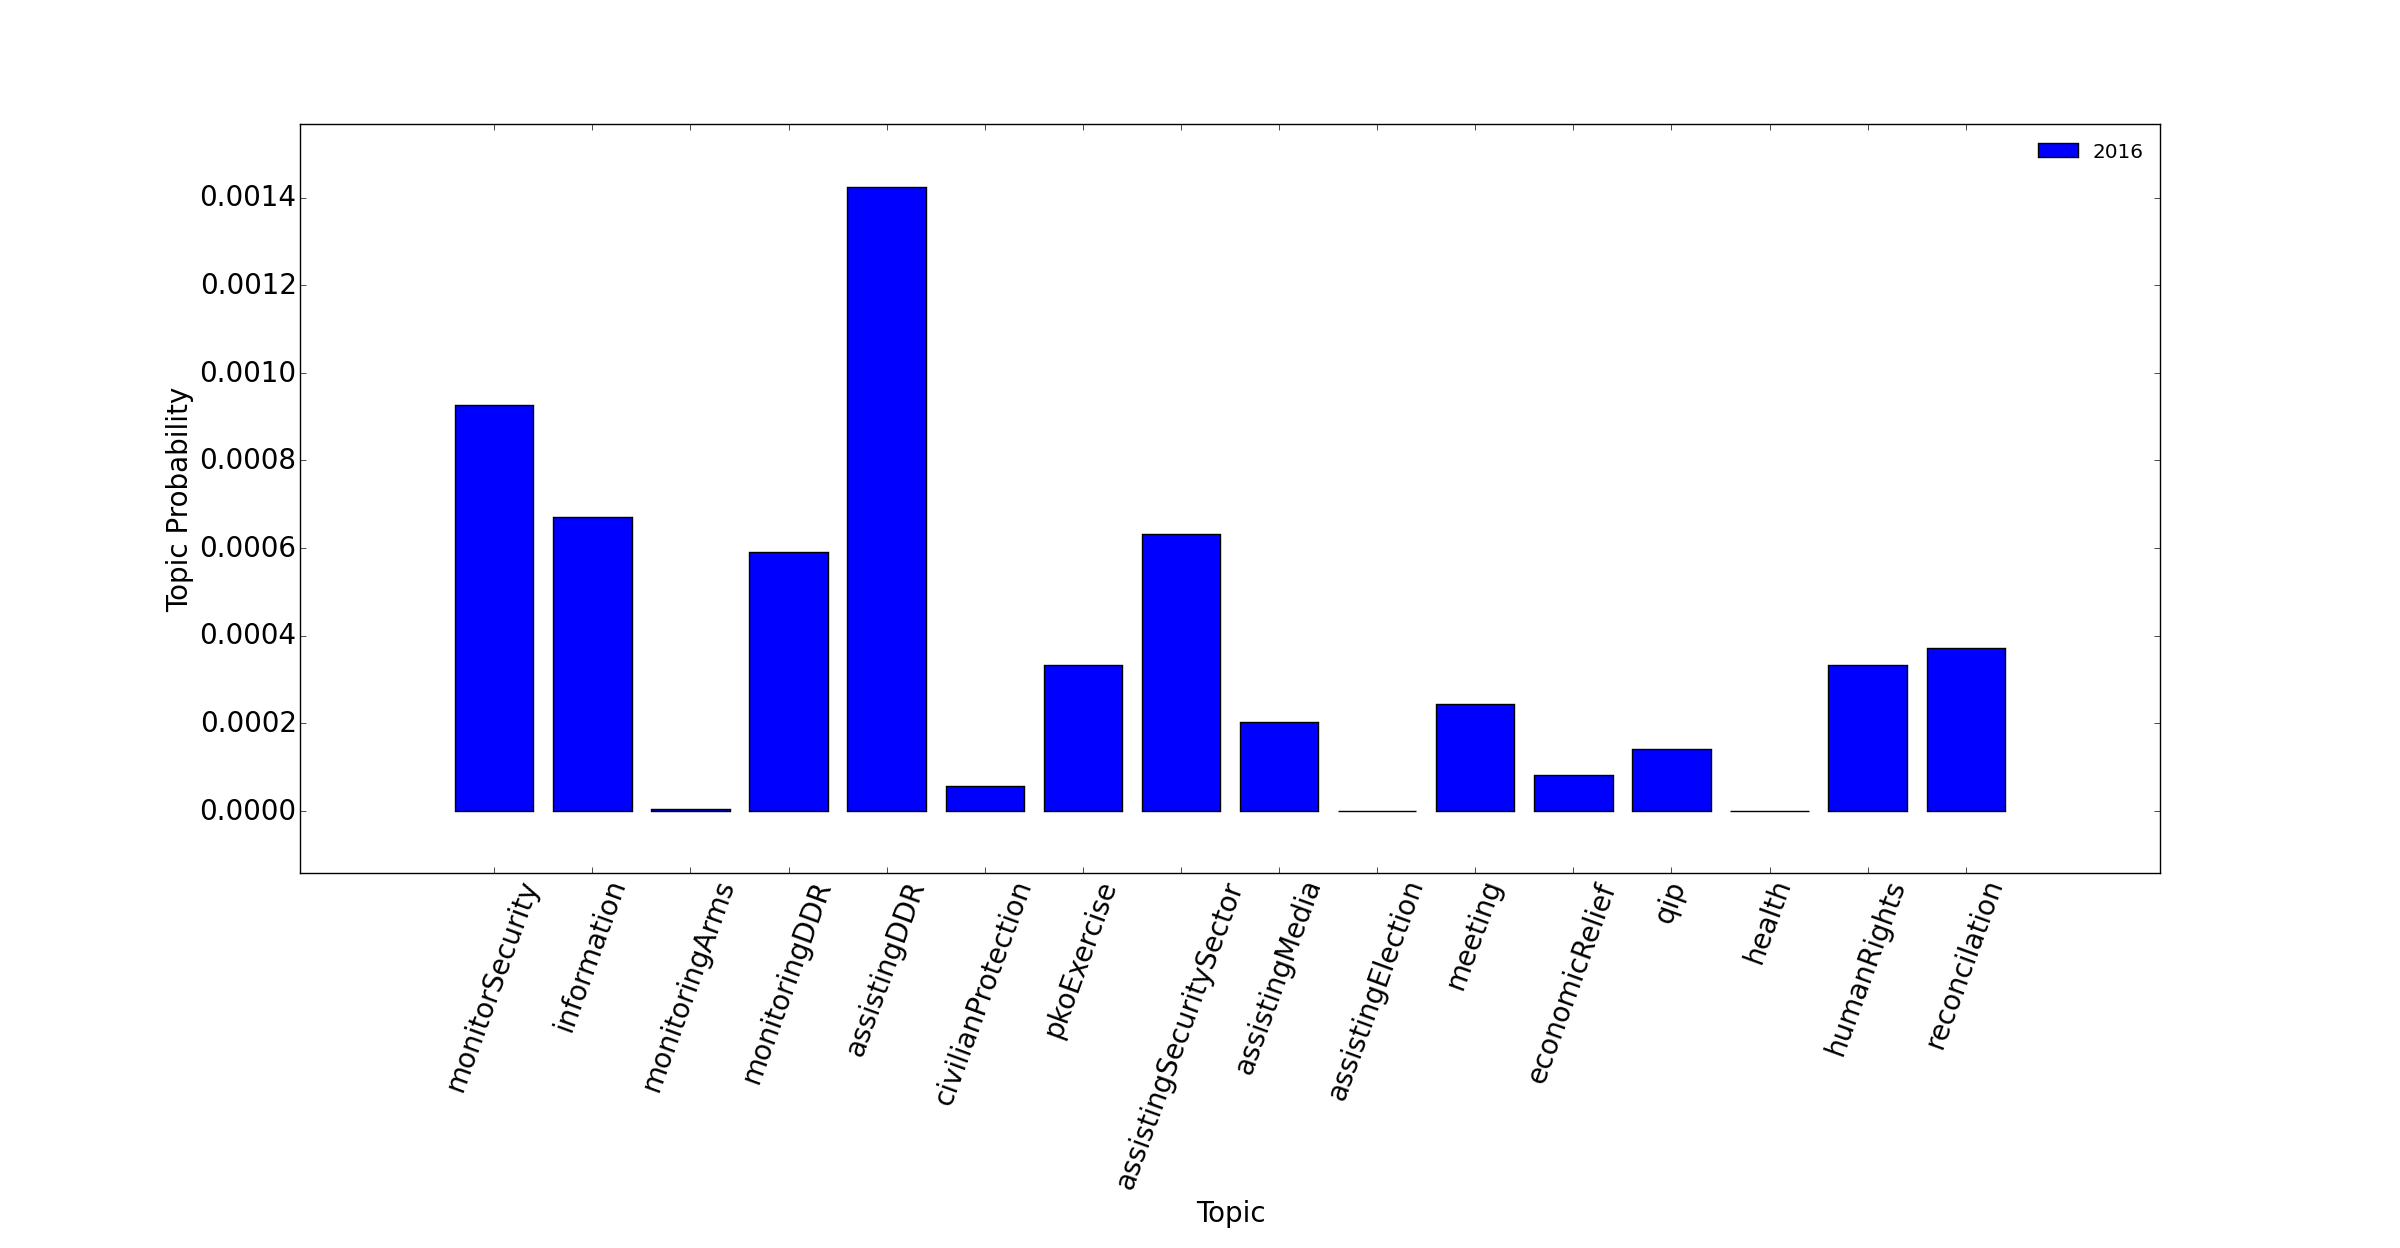 2016
0.0014
0.0012
0.0010
0.0008
0.0006
0.0004
0.0002
0.0000
Topic Probability
monitorSecurity
information
monitoringArms
monitoringDDR
assistingDDR
civilianProtection
pkoExercise
assistingSecuritySector
assistingMedia
assistingElection
meeting
economicRelief
qip
health
humanRights
reconcilation
Topic